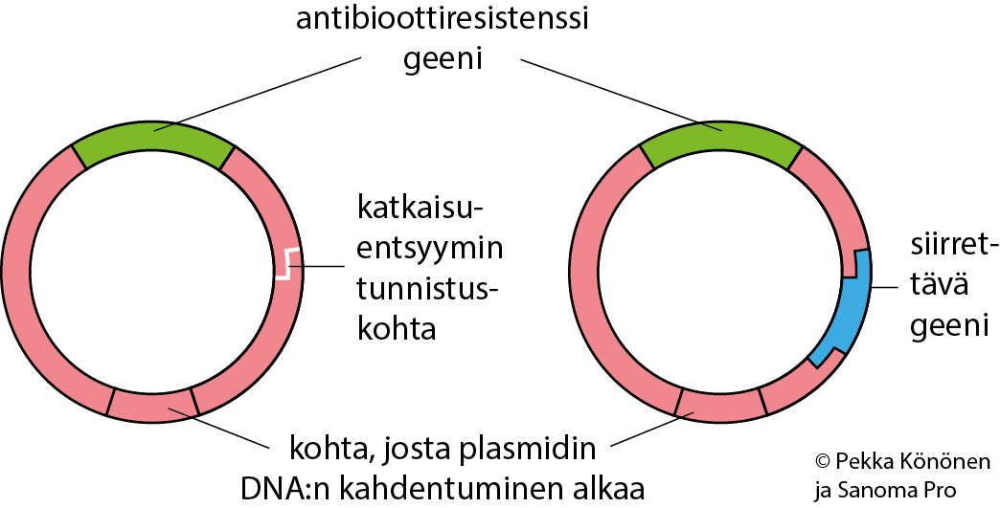 antibioottiresistenssi
geeni
katkaisu-
entsyymin
tunnistus-
kohta
siirret-
tävä
geeni
kohta, josta plasmidin
DNA:n kahdentuminen alkaa
© Pekka Könönen
ja Sanoma Pro